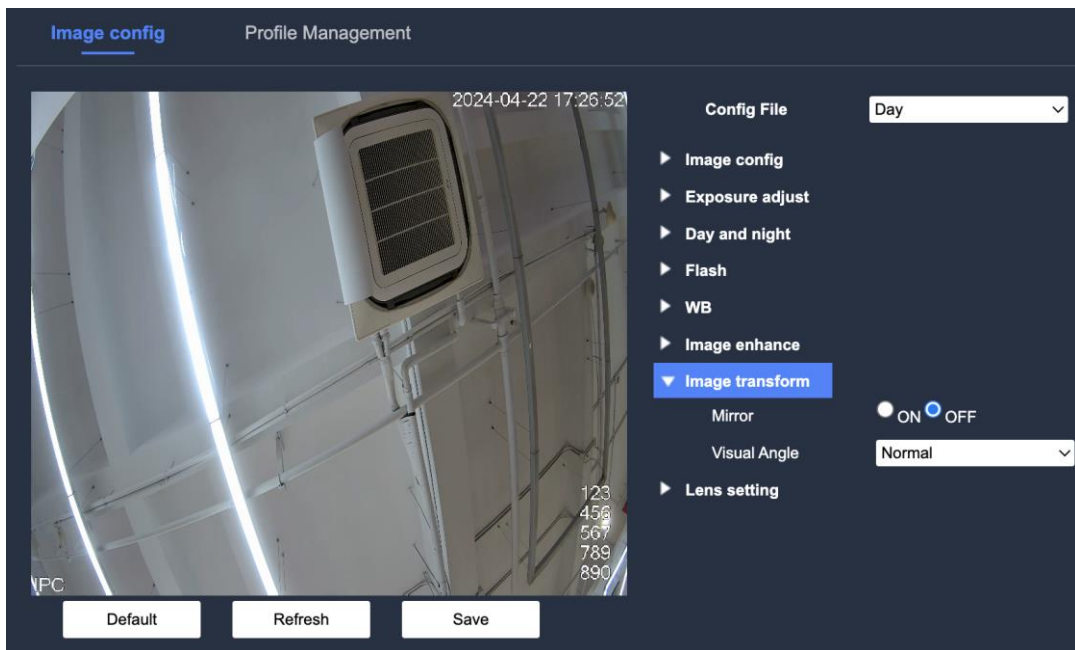 Image config
Profile Management
2024-04-22 17:26:52
IPC
123
456
567
789
890
Default
Refresh
Save
Config File
Day
Image config
Exposure adjust
Day and night
Flash
WB
Image enhance
Image transform
Mirror
ON OFF
Visual Angle
Normal
Lens setting